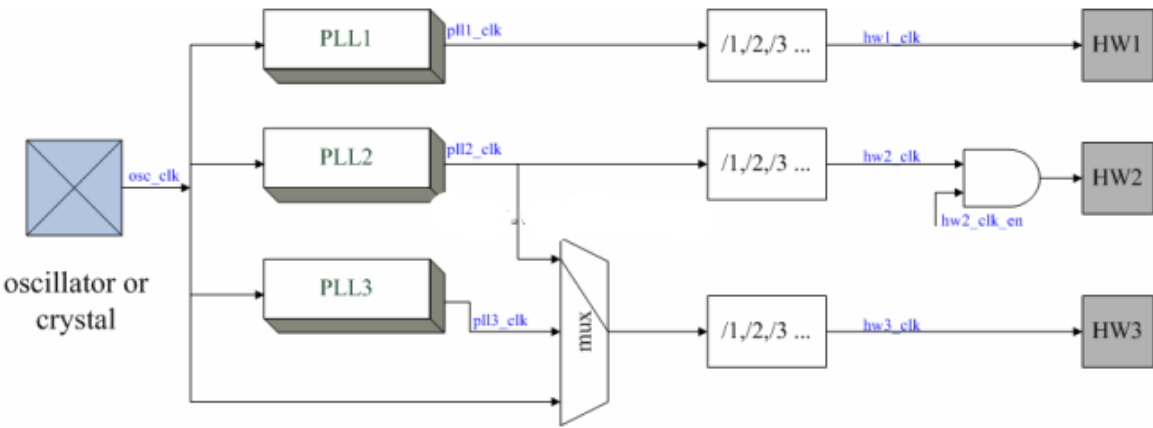 PLL1
pll1_clk
/1,/2,/3 ...
hw1_clk
HW1
PLL2
pll2_clk
/1,/2,/3 ...
hw2_clk
HW2
osc_clk
hw2_clk_en
oscillator or
crystal
PLL3
pll3_clk
mux
/1,/2,/3 ...
hw3_clk
HW3